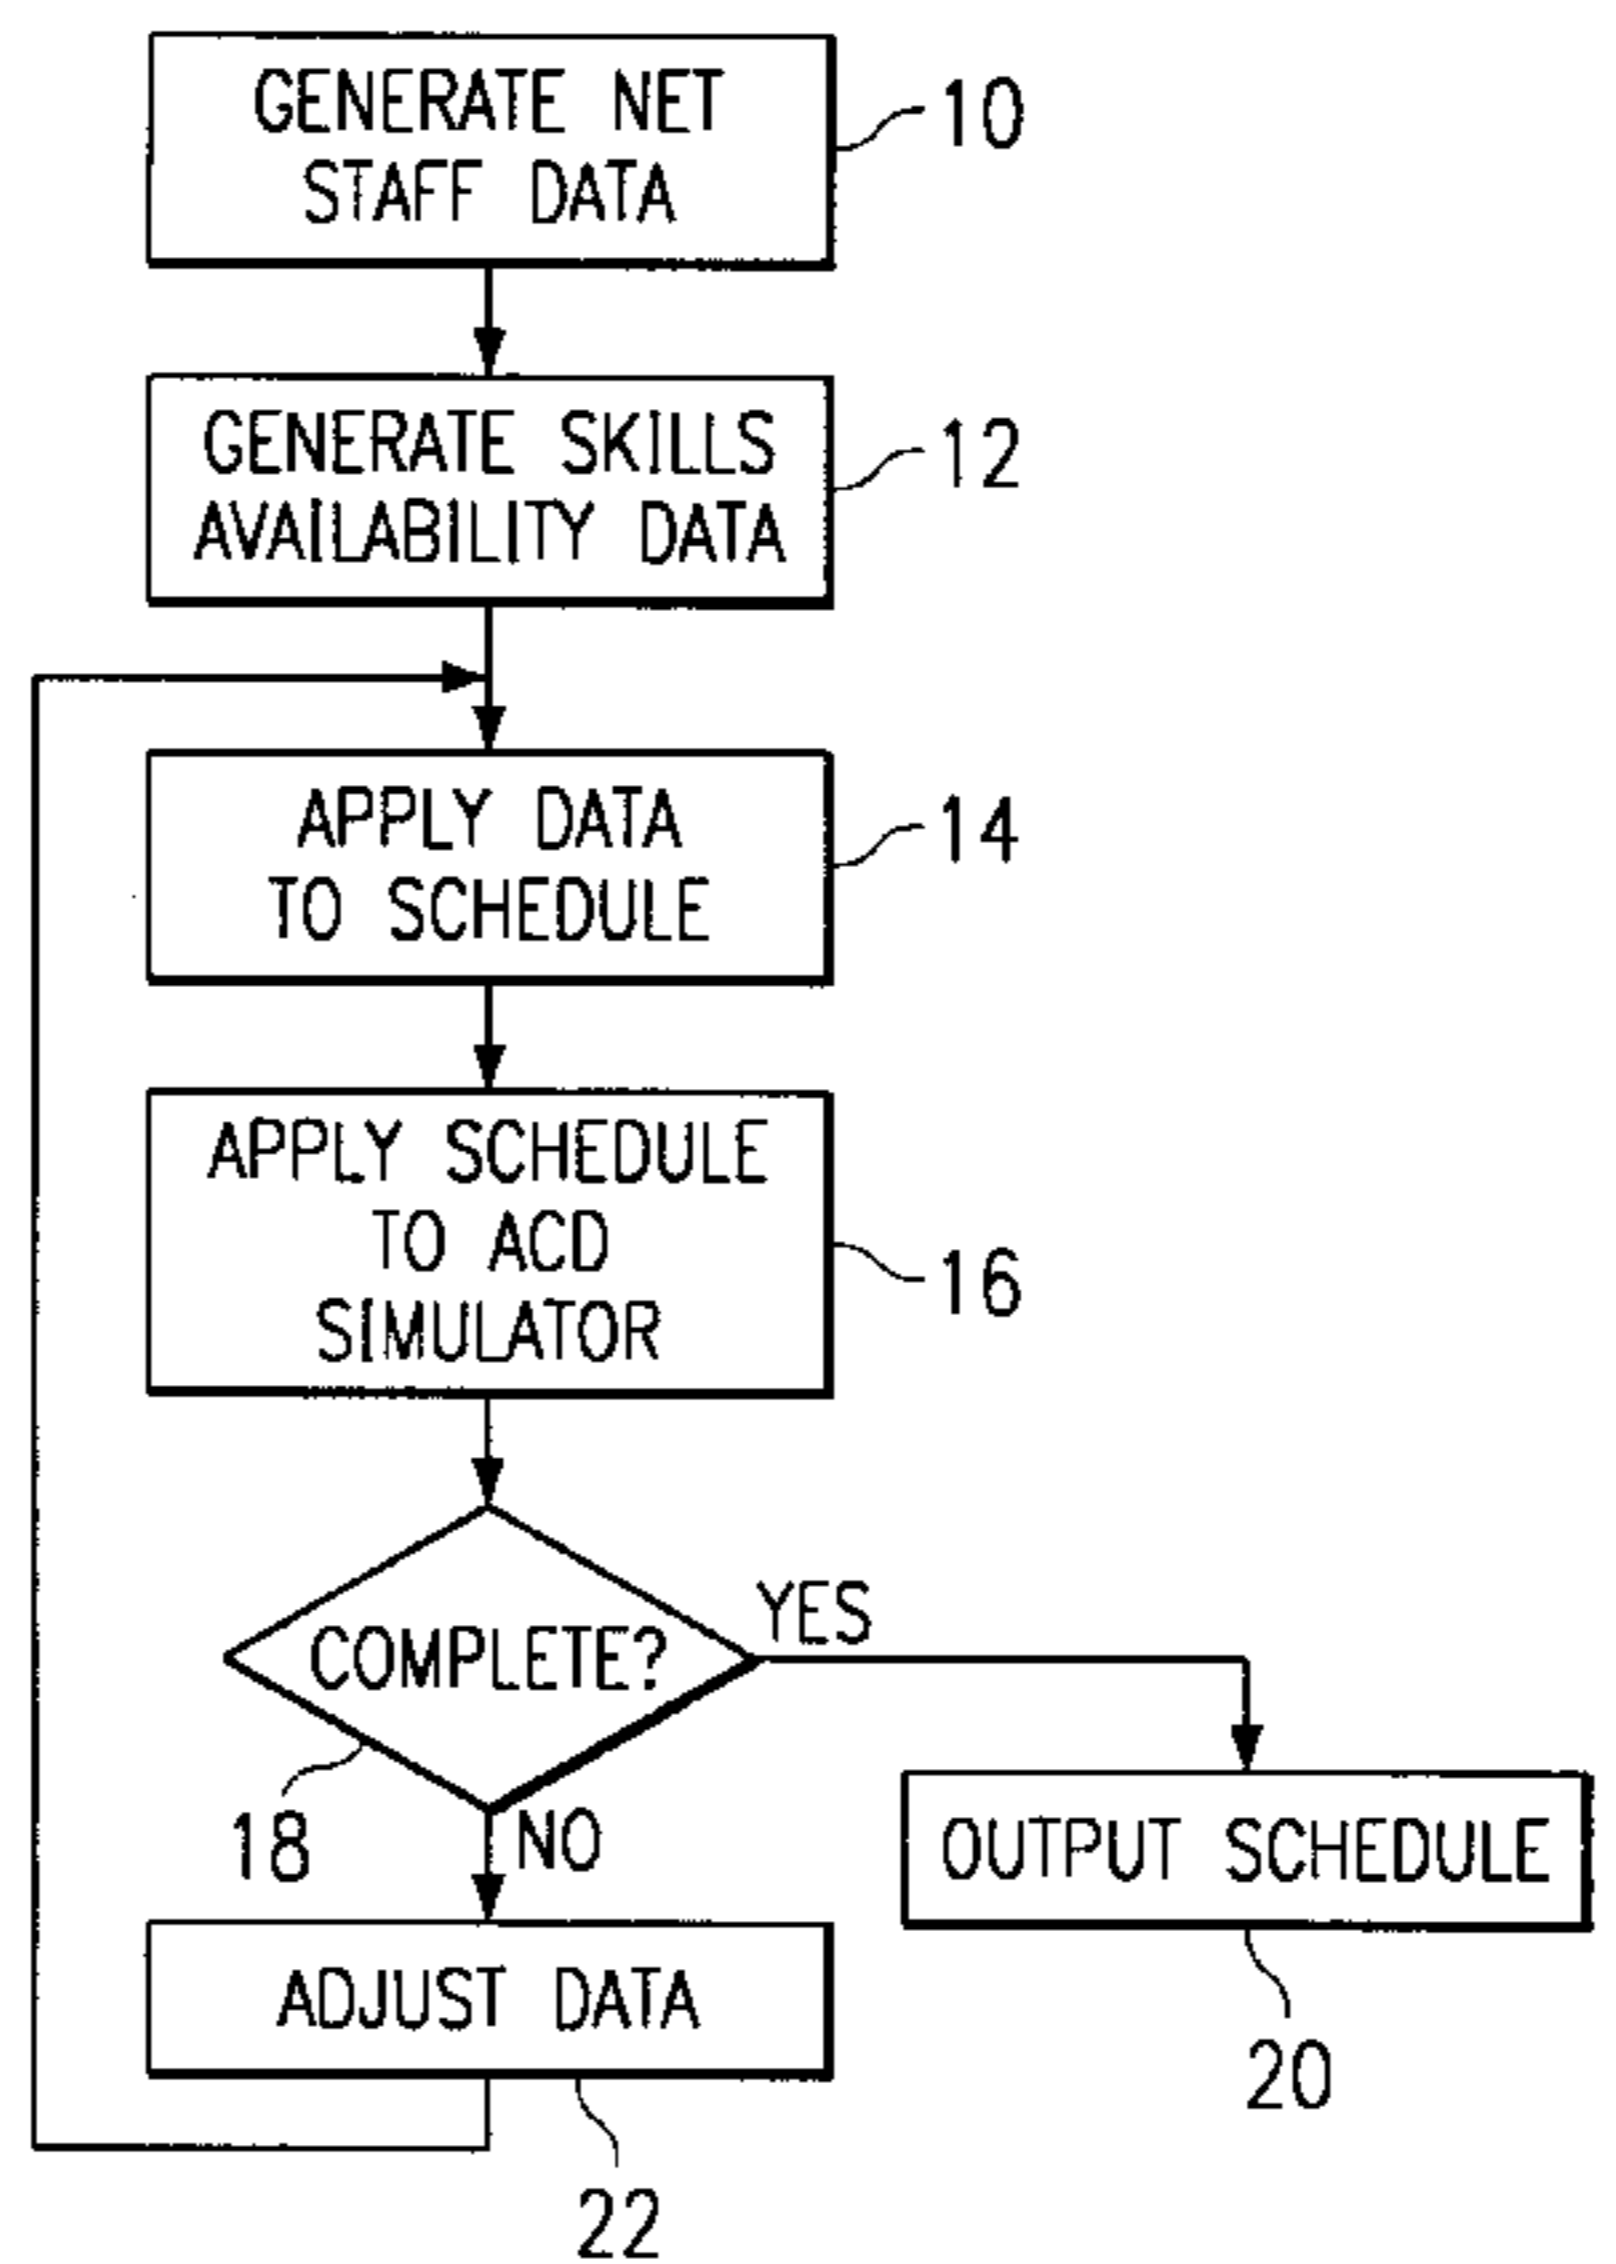 GENERATE NET
STAFF DATA
10
GENERATE SKILLS
AVAILABILITY DATA
12
APPLY DATA
TO SCHEDULE
14
APPLY SCHEDULE
TO ACD
SIMULATOR
16
COMPLETE?
YES
18
NO
OUTPUT SCHEDULE
20
ADJUST DATA
22